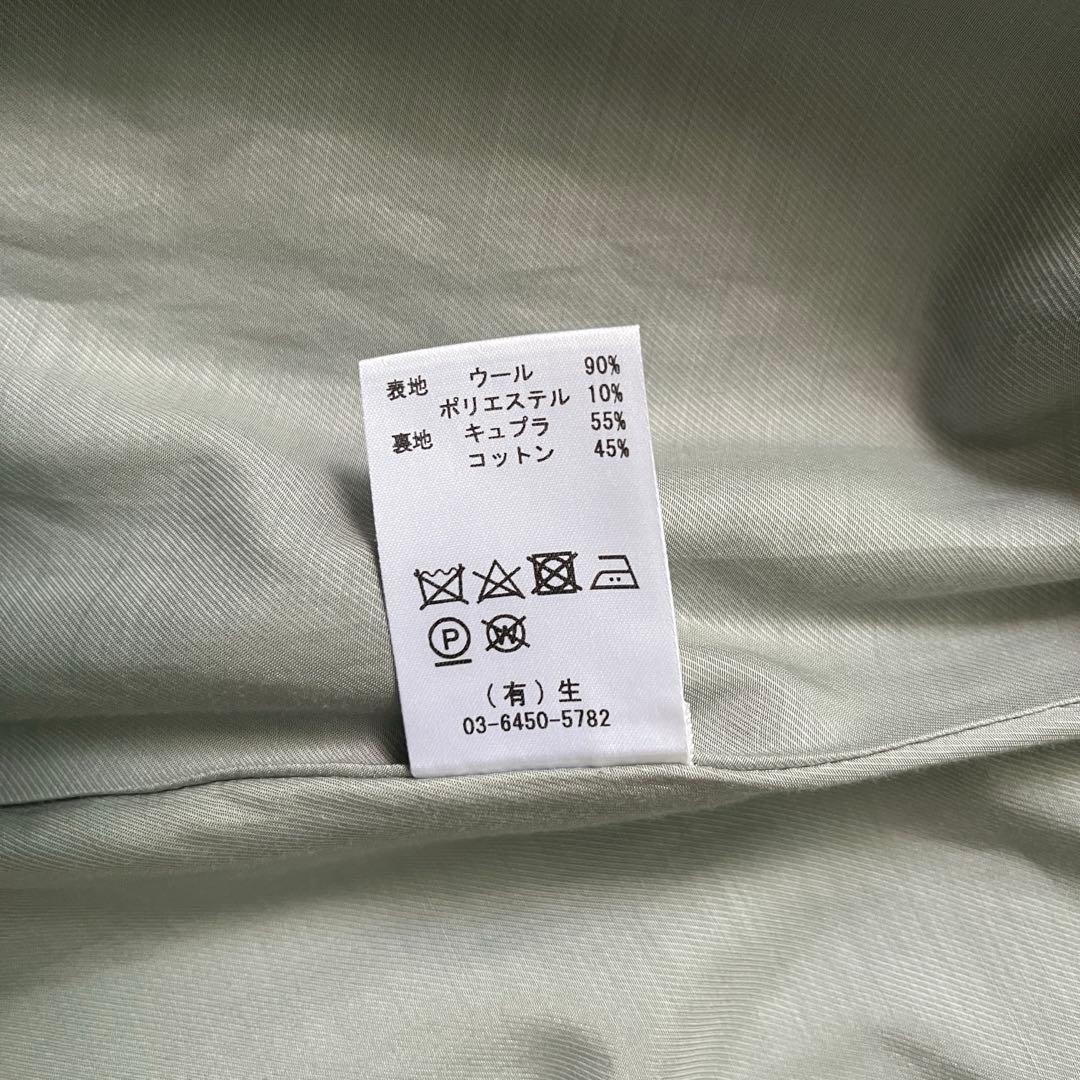 表地 ウール 90%
ポリエステル 10%
裏地 キュプラ 55%
コットン 45%
P W
(有)生
03-6450-5782